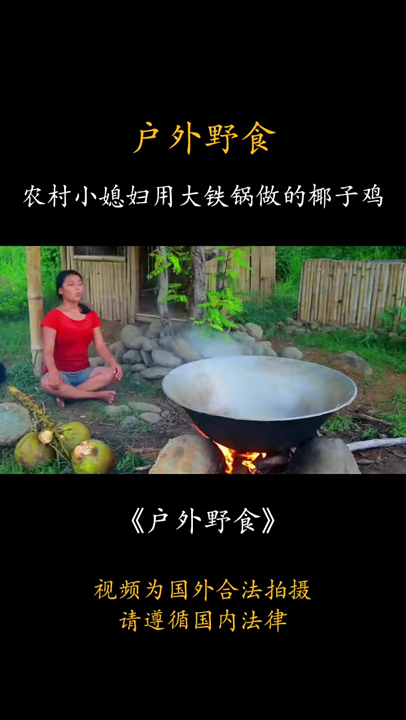 户外野食
农村小媳妇用大铁锅做的椰子鸡
《户外野食》
视频为国外合法拍摄
请遵循国内法律